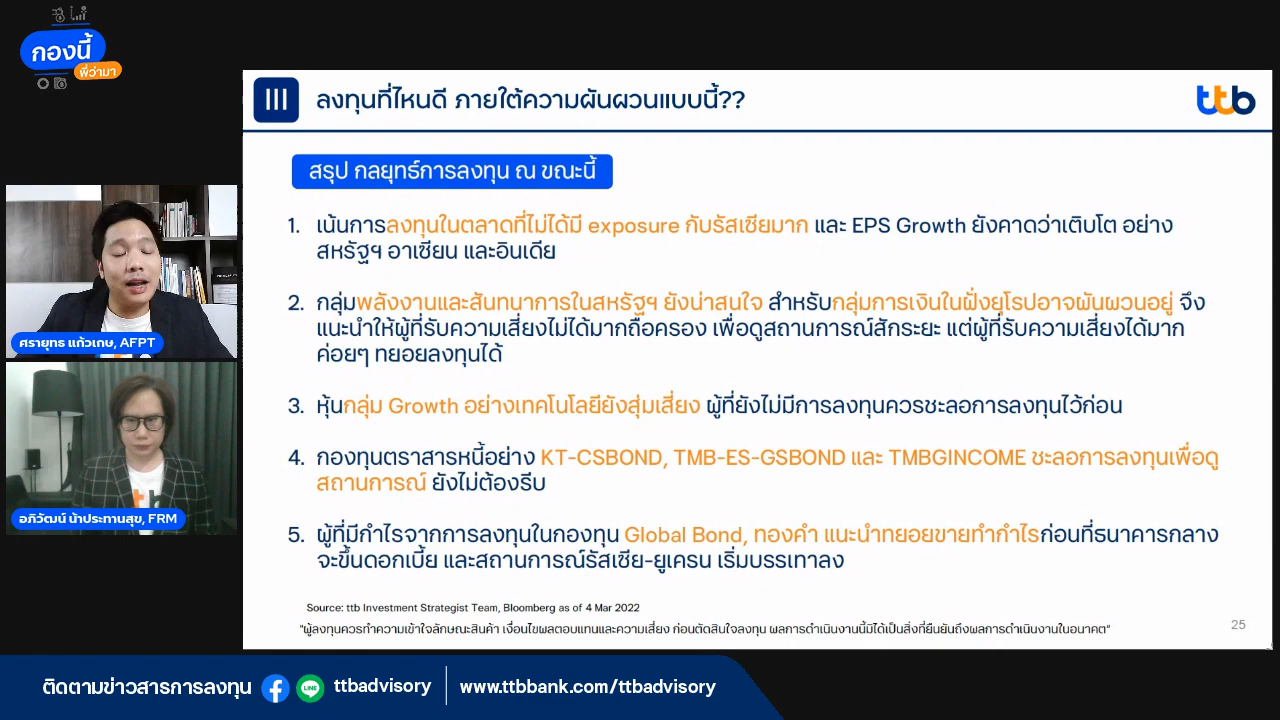 กองนี้
พี่ว่ามา
III ลงทุนที่ไหนดี ภายใต้ความผันผวนแบบนี้??
ttb
สรุป กลยุทธ์การลงทุน ณ ขณะนี้
1. เน้นการลงทุนในตลาดที่ไม่ได้มี exposure กับรัสเซียมาก และ EPS Growth ยังคาดว่าเติบโต อย่าง
สหรัฐฯ อาเซียน และอินเดีย
2. กลุ่มพลังงานและสันทนาการในสหรัฐฯ ยังน่าสนใจ สำหรับกลุ่มการเงินในฝั่งยุโรปอาจผันผวนอยู่ จึง
แนะนำให้ผู้ที่รับความเสี่ยงไม่ได้มากถือครอง เพื่อดูสถานการณ์สักระยะ แต่ผู้ที่รับความเสี่ยงได้มาก
ค่อยๆ ทยอยลงทุนได้
3. หุ้นกลุ่ม Growth อย่างเทคโนโลยียังสุ่มเสี่ยง ผู้ที่ยังไม่มีการลงทุนควรชะลอการลงทุนไว้ก่อน
4. กองทุนตราสารหนี้อย่าง KT-CSBOND, TMB-ES-GSBOND และ TMBGINCOME ชะลอการลงทุนเพื่อดู
สถานการณ์ ยังไม่ต้องรีบ
5. ผู้ที่มีกำไรจากการลงทุนในกองทุน Global Bond, ทองคำ แนะนำทยอยขายทำกำไรก่อนที่ธนาคารกลาง
จะขึ้นดอกเบี้ย และสถานการณ์รัสเซีย-ยูเครน เริ่มบรรเทาลง
Source: ttb Investment Strategist Team, Bloomberg as of 4 Mar 2022
"ผู้ลงทุนควรทำความเข้าใจลักษณะสินค้า เงื่อนไขผลตอบแทนและความเสี่ยง ก่อนตัดสินใจลงทุน ผลการดำเนินงานนี้มิได้เป็นสิ่งที่ยืนยันถึงผลการดำเนินงานในอนาคต"
25
ศรายุทธ แก้วเกษ, AFPT
อภิวัฒน์ น้าประทานสุข, FRM
ติดตามข่าวสารการลงทุน LINE ttbadvisory www.ttbbank.com/ttbadvisory